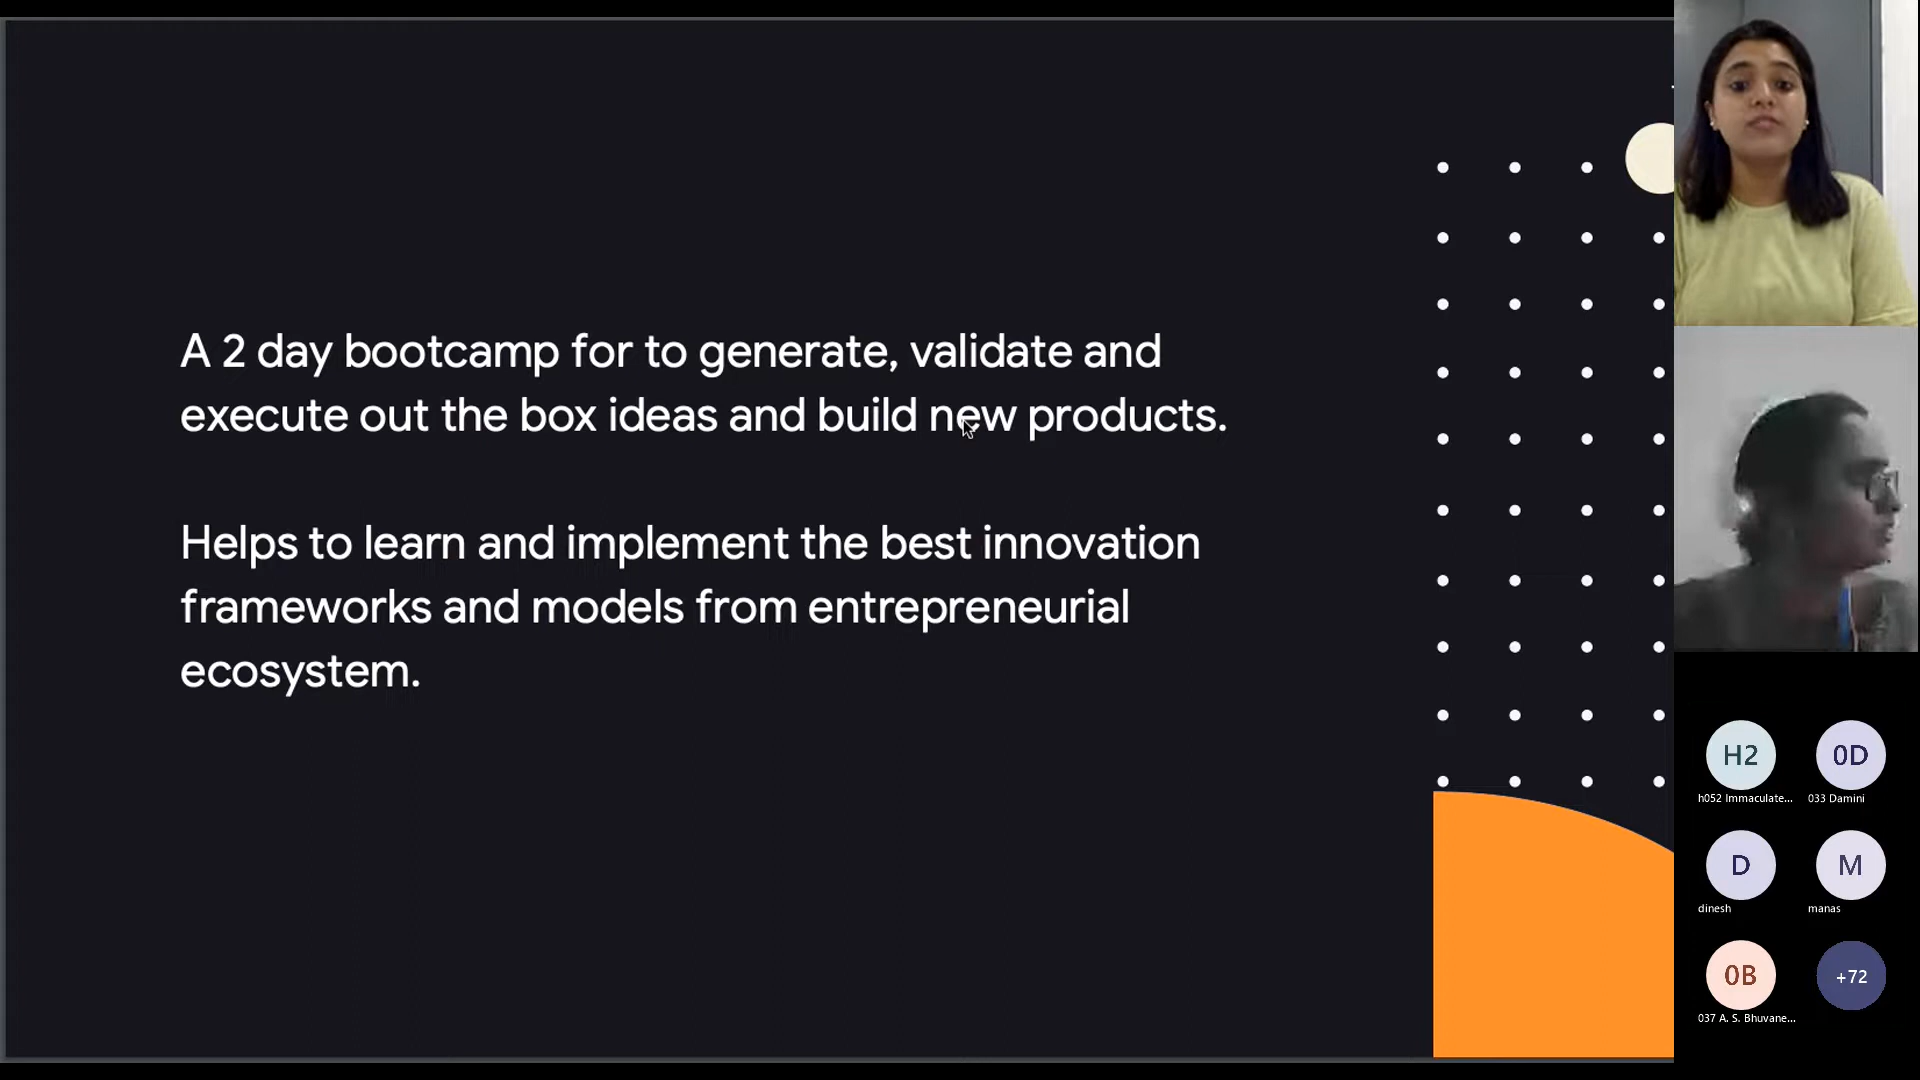 A 2 day bootcamp for to generate, validate and
execute out the box ideas and build new products.
Helps to learn and implement the best innovation
frameworks and models from entrepreneurial
ecosystem.
H2
0D
h052 Immaculate...
033 Damini
D
M
dinesh
manas
0B
+72
037 A. S. Bhuvane...